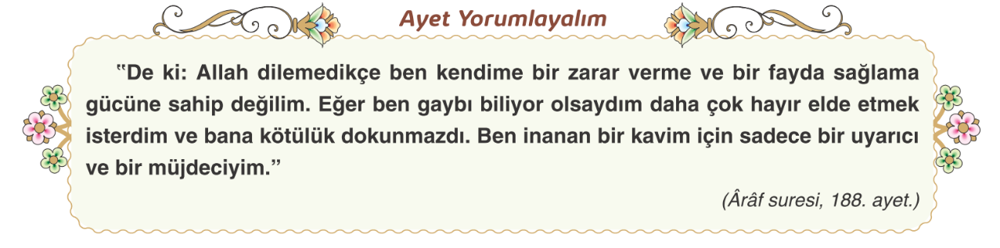 Ayet Yorumlayalım
“De ki: Allah dilemedikçe ben kendime bir zarar verme ve bir fayda sağlama
gücüne sahip değilim. Eğer ben gaybı biliyor olsaydım daha çok hayır elde etmek
isterdim ve bana kötülük dokunmazdı. Ben inanan bir kavim için sadece bir uyarıcı
ve bir müjdeciyim.”
(Ârâf suresi, 188. ayet.)